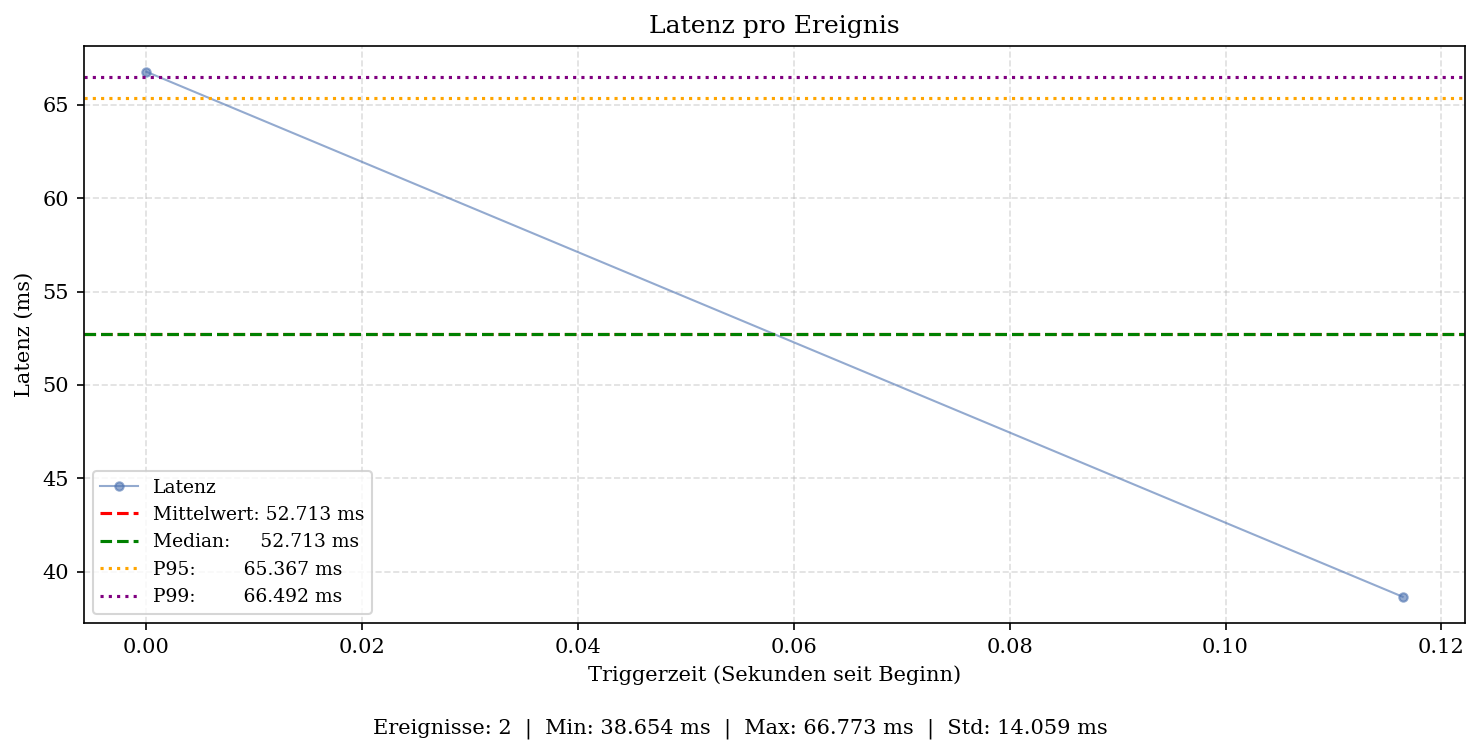 Latenz pro Ereignis
Latenz (ms)
65
60
55
50
45
40
Latenz
Mittelwert: 52.713 ms
Median: 52.713 ms
P95: 65.367 ms
P99: 66.492 ms
0.00 0.02 0.04 0.06 0.08 0.10 0.12
Triggerzeit (Sekunden seit Beginn)
Ereignisse: 2 | Min: 38.654 ms | Max: 66.773 ms | Std: 14.059 ms